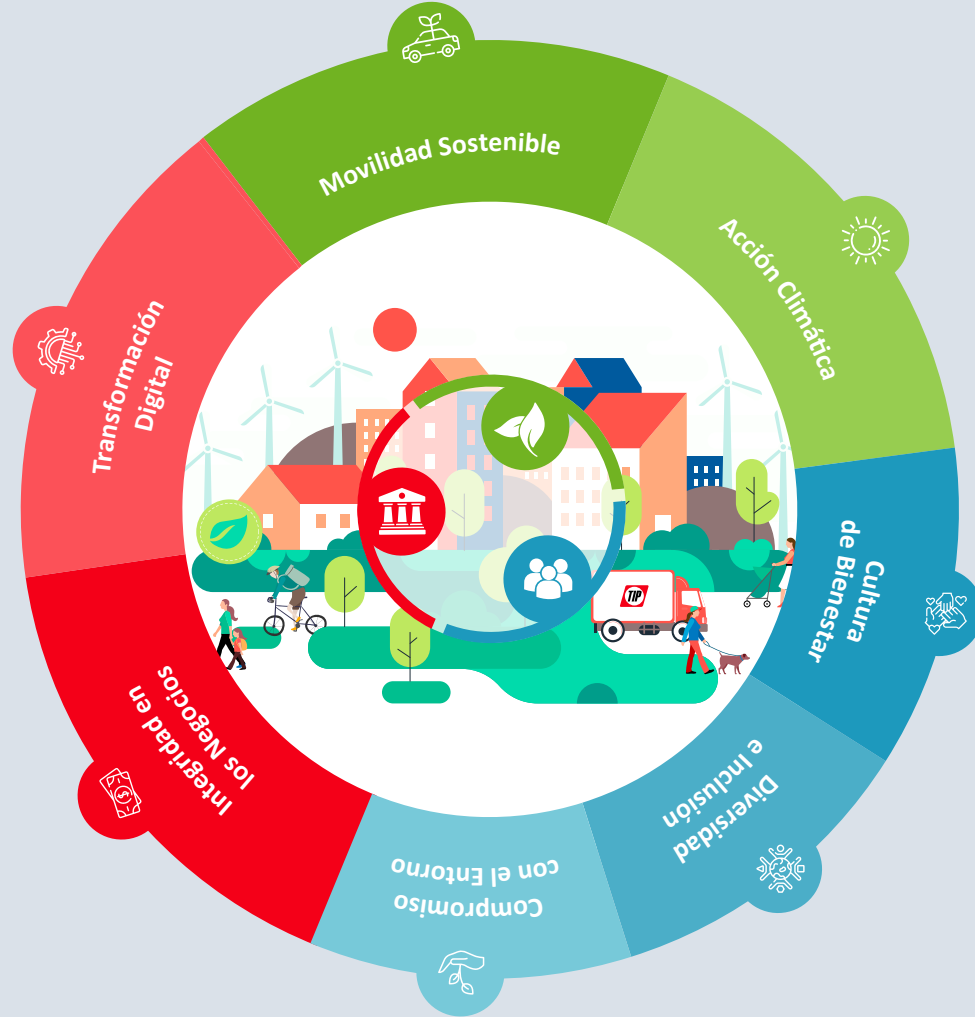 Movilidad Sostenible
Acción Climática
Cultura
de Bienestar
Diversidad
e Inclusión
Compromiso
con el Entorno
Integridad en
los Negocios
Transformación
Digital
TIP